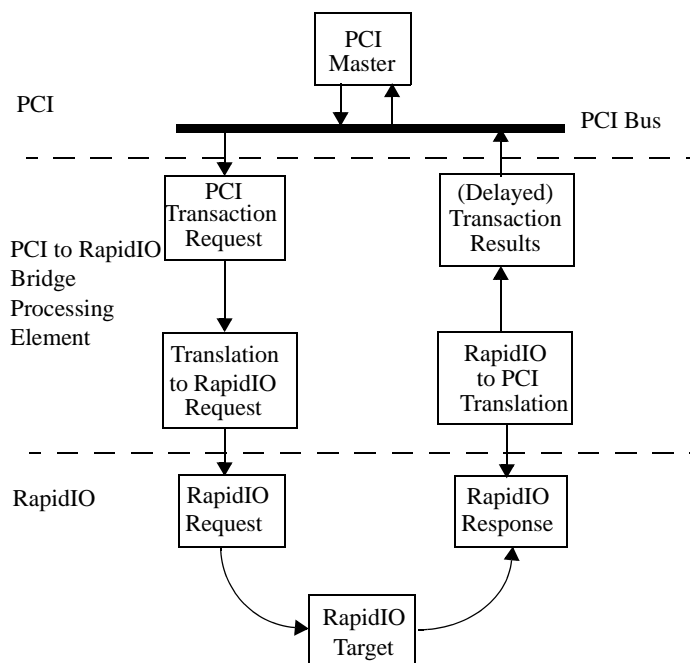 PCI
Master
PCI
PCI Bus
PCI
Transaction
Request
(Delayed)
Transaction
Results
PCI to RapidIO
Bridge
Processing
Element
Translation
to RapidIO
Request
RapidIO
to PCI
Translation
RapidIO
RapidIO
Request
RapidIO
Response
RapidIO
Target